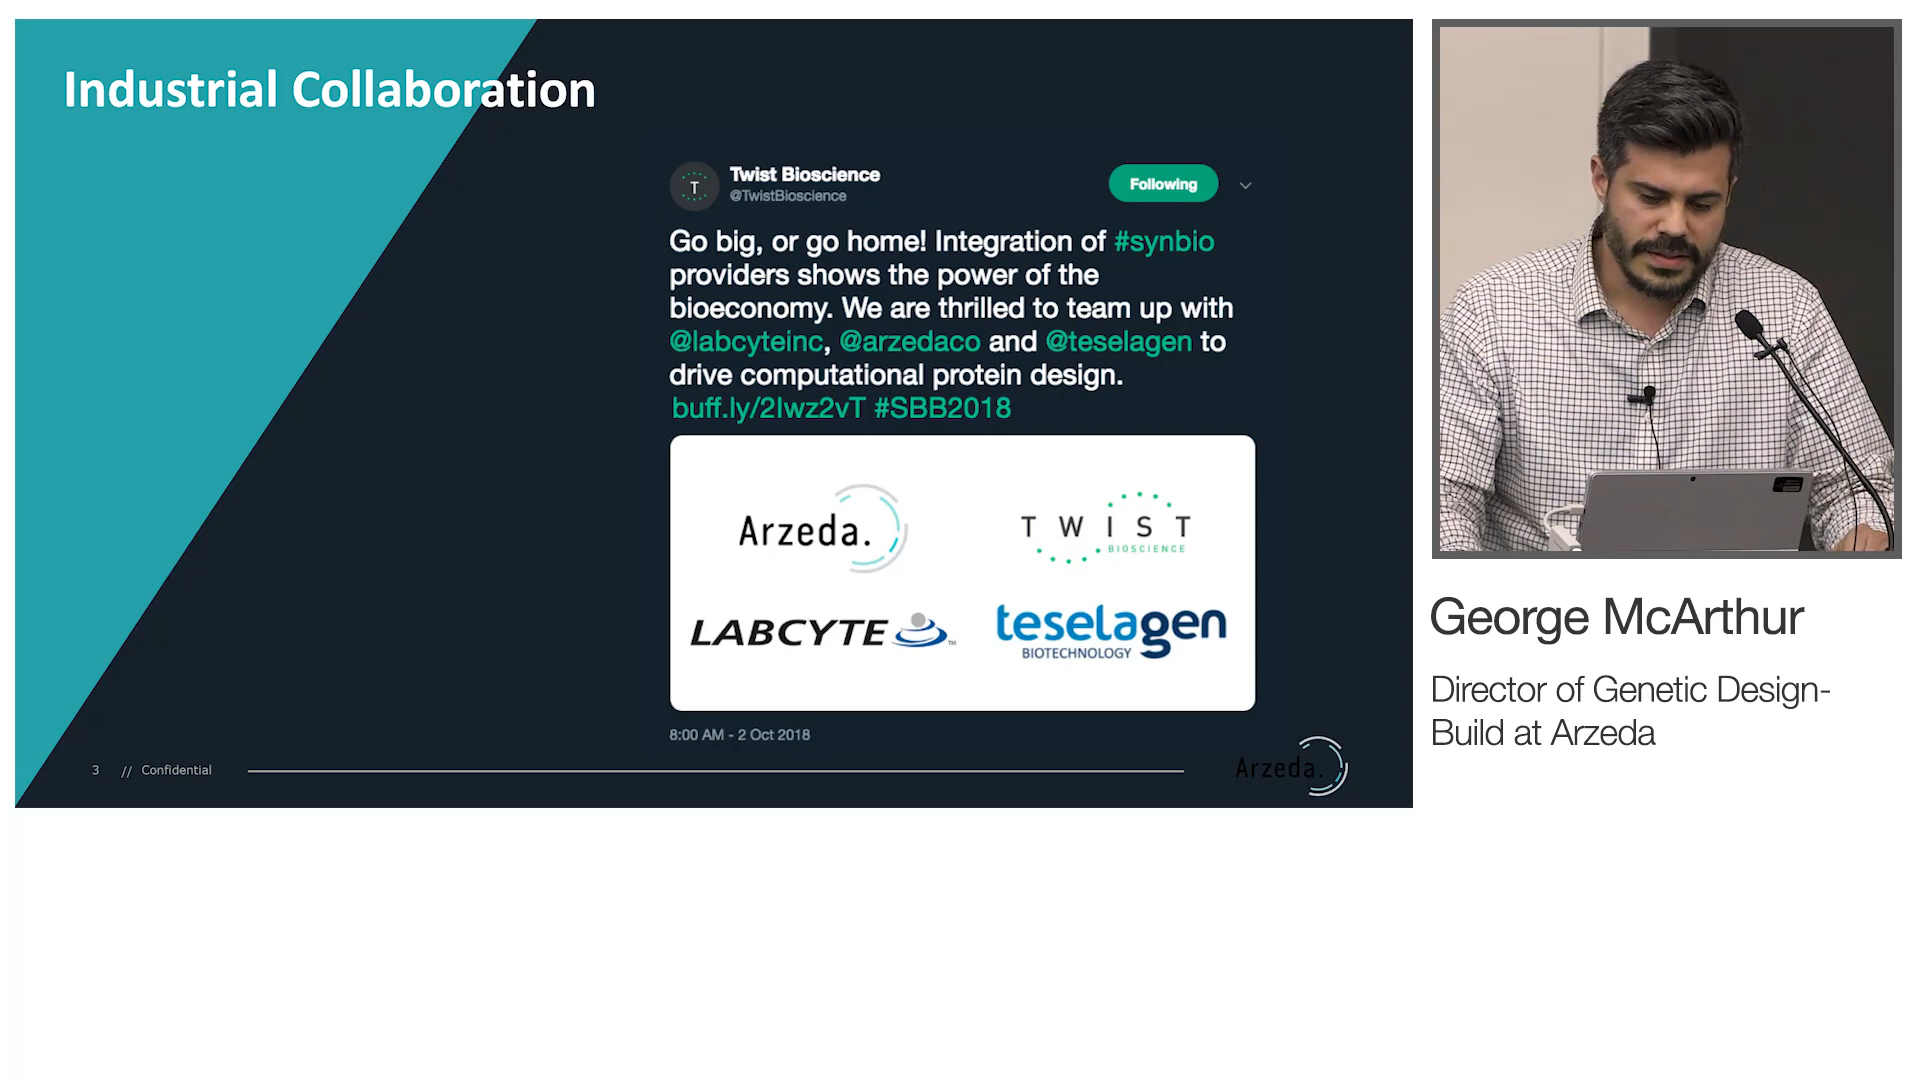 Industrial Collaboration
Twist Bioscience
@TwistBioscience
Following
T
Go big, or go home! Integration of #synbio
providers shows the power of the
bioeconomy. We are thrilled to team up with
@labcyteinc, @arzedaco and @teselagen to
drive computational protein design.
buff.ly/2Iwz2vT #SBB2018
Arzeda.
TWIST
BIOSCIENCE
LABCYTE™
teselagen
BIOTECHNOLOGY
8:00 AM - 2 Oct 2018
3 // Confidential
Arzeda.
George McArthur
Director of Genetic Design-
Build at Arzeda